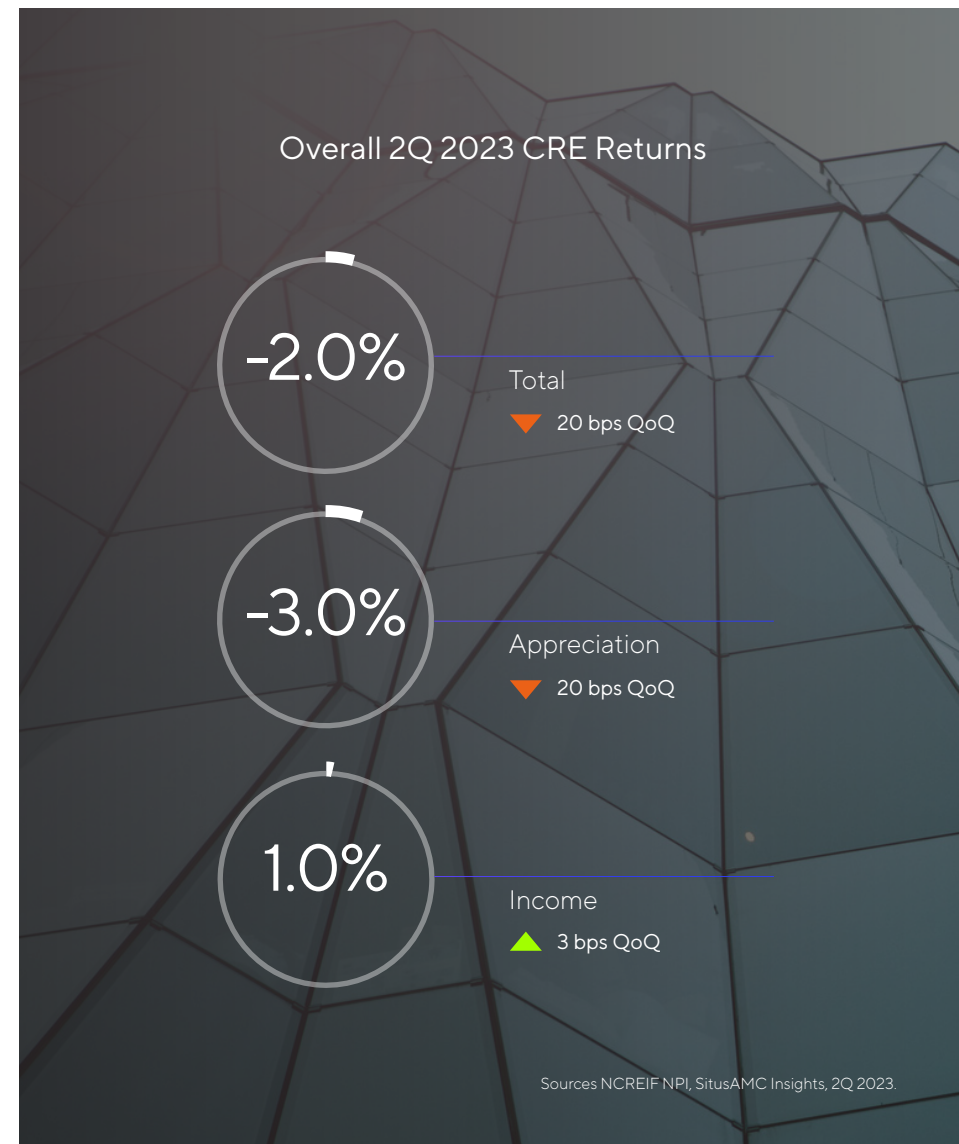 Overall 2Q 2023 CRE Returns
-2.0%
Total
20 bps QoQ
-3.0%
Appreciation
20 bps QoQ
1.0%
Income
3 bps QoQ
Sources NCREIF NPI, SitusAMC Insights, 2Q 2023.